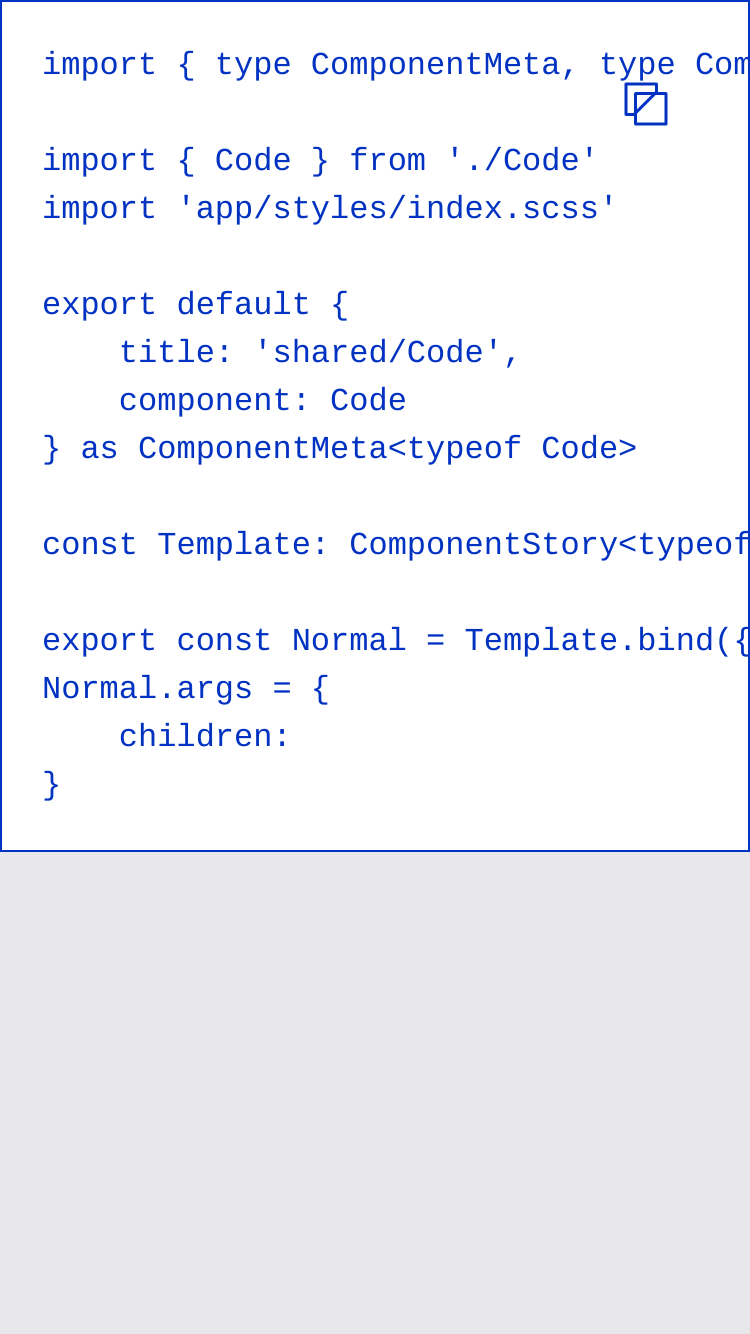 import { type ComponentMeta, type Com
import { Code } from './Code'
import 'app/styles/index.scss'
export default {
    title: 'shared/Code',
    component: Code
} as ComponentMeta<typeof Code>
const Template: ComponentStory<typeof
export const Normal = Template.bind({
Normal.args = {
    children:
}